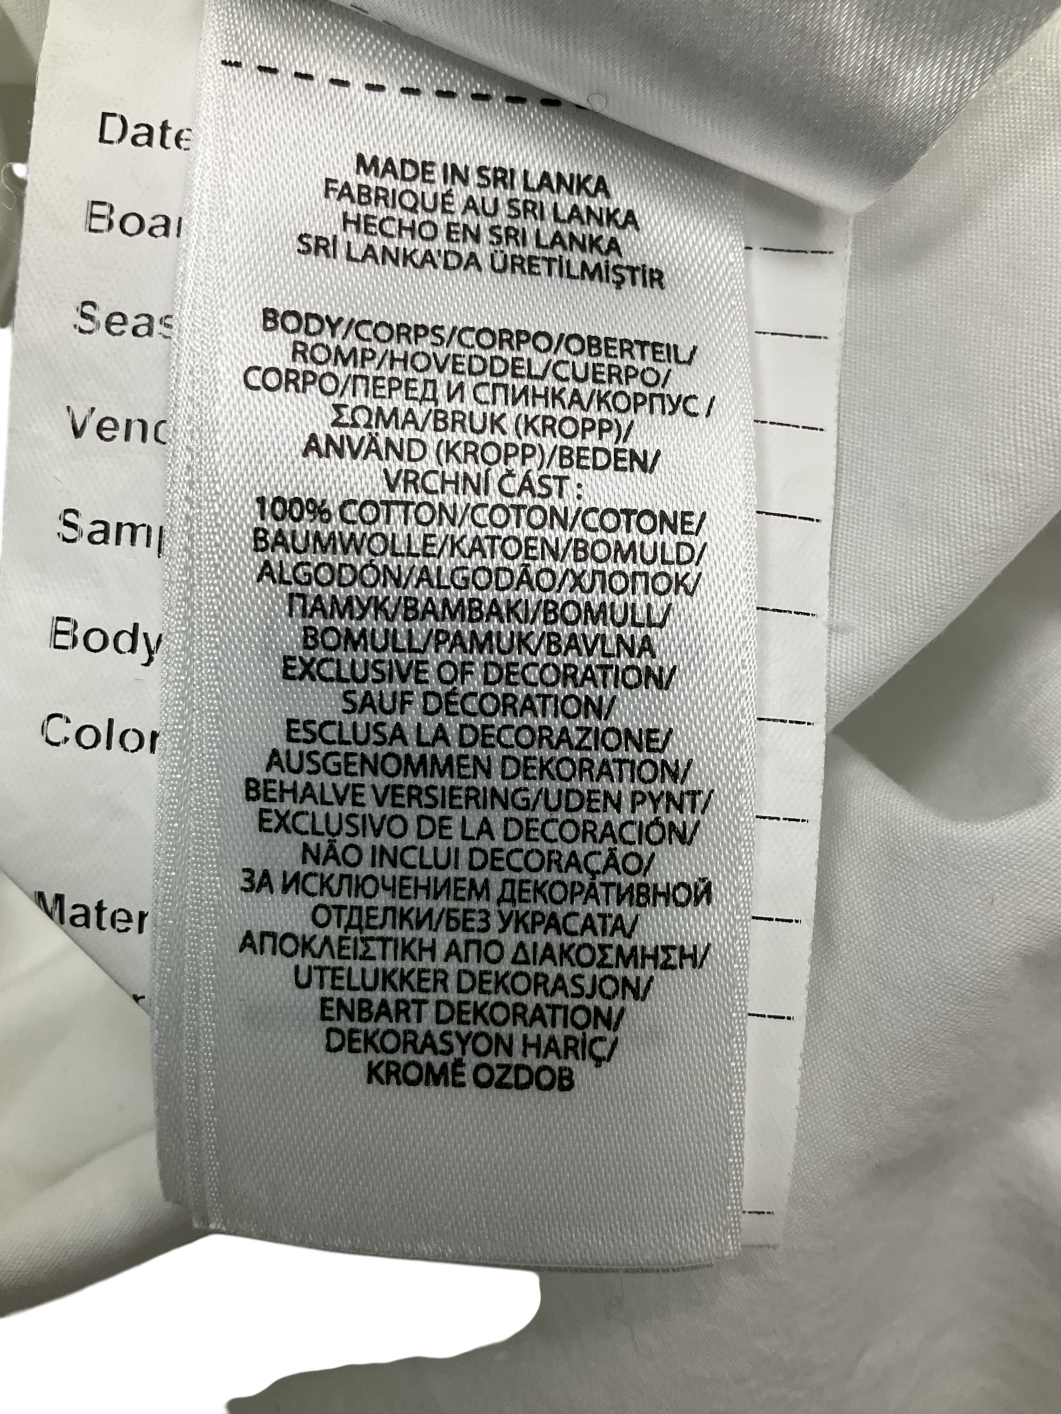 MADE IN SRI LANKA
FABRIQUÉ AU SRI LANKA
HECHO EN SRI LANKA
SRİ LANKA'DA ÜRETİLMİŞTİR
BODY/CORPS/CORPO/OBERTEIL/
ROMP/HOVEDDEL/CUERPO/
CORPO/ПЕРЕД И СПИНКА/КОРПУС /
ΣΩΜΑ/BRUK (KROPP)/
ANVÄND (KROPP)/BEDEN/
VRCHNÍ ČÁST :
100% COTTON/COTON/COTONE/
BAUMWOLLE/KATOEN/BOMULD/
ALGODÓN/ALGODÃO/ХЛОПОК/
ПАМУК/ΒΑΜΒΑΚΙ/BOMULL/
BOMULL/PAMUK/BAVLNA
EXCLUSIVE OF DECORATION/
SAUF DÉCORATION/
ESCLUSA LA DECORAZIONE/
AUSGENOMMEN DEKORATION/
BEHALVE VERSIERING/UDEN PYNT/
EXCLUSIVO DE LA DECORACIÓN/
NÃO INCLUI DECORAÇÃO/
ЗА ИСКЛЮЧЕНИЕМ ДЕКОРАТИВНОЙ
ОТДЕЛКИ/БЕЗ УКРАСАТА/
ΑΠΟΚΛΕΙΣΤΙΚΗ ΑΠΟ ΔΙΑΚΟΣΜΗΣΗ/
UTELUKKER DEKORASJON/
ENBART DEKORATION/
DEKORASYON HARİÇ/
KROMĚ OZDOB
Date
Boar
Seas
Vend
Samp
Body
Color
Mater